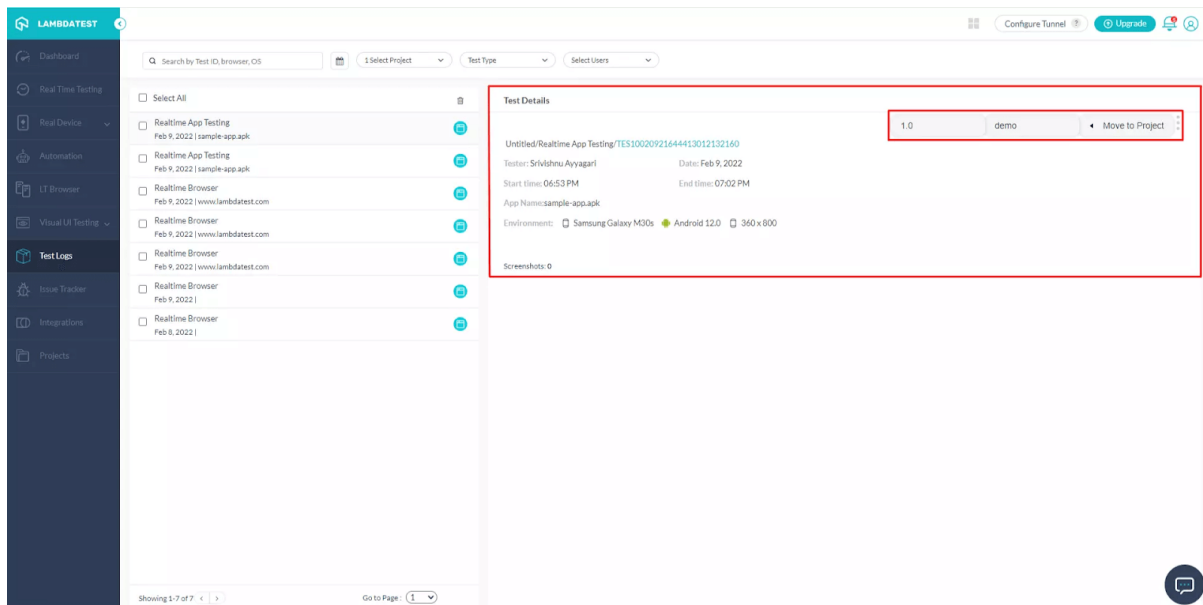 LAMBDATEST
Configure Tunnel ?
Upgrade
Dashboard
Real Time Testing
Real Device
Automation
LT Browser
Visual UI Testing
Test Logs
Issue Tracker
Integrations
Projects
Search by Test ID, browser, OS
1 Select Project
Test Type
Select Users
Select All
Realtime App Testing
Feb 9, 2022 | sample-app.apk
Realtime App Testing
Feb 9, 2022 | sample-app.apk
Realtime Browser
Feb 9, 2022 | www.lambdatest.com
Realtime Browser
Feb 9, 2022 | www.lambdatest.com
Realtime Browser
Feb 9, 2022 | www.lambdatest.com
Realtime Browser
Feb 9, 2022 |
Realtime Browser
Feb 8, 2022 |
Showing 1-7 of 7 < >
Go to Page : 1
Test Details
1.0 demo Move to Project
Untitled/Realtime App Testing/TES10020921644413012132160
Tester: Srivishnu Ayyagari Date: Feb 9, 2022
Start time: 06:53 PM End time: 07:02 PM
App Name:sample-app.apk
Environment: Samsung Galaxy M30s Android 12.0 360 x 800
Screenshots: 0